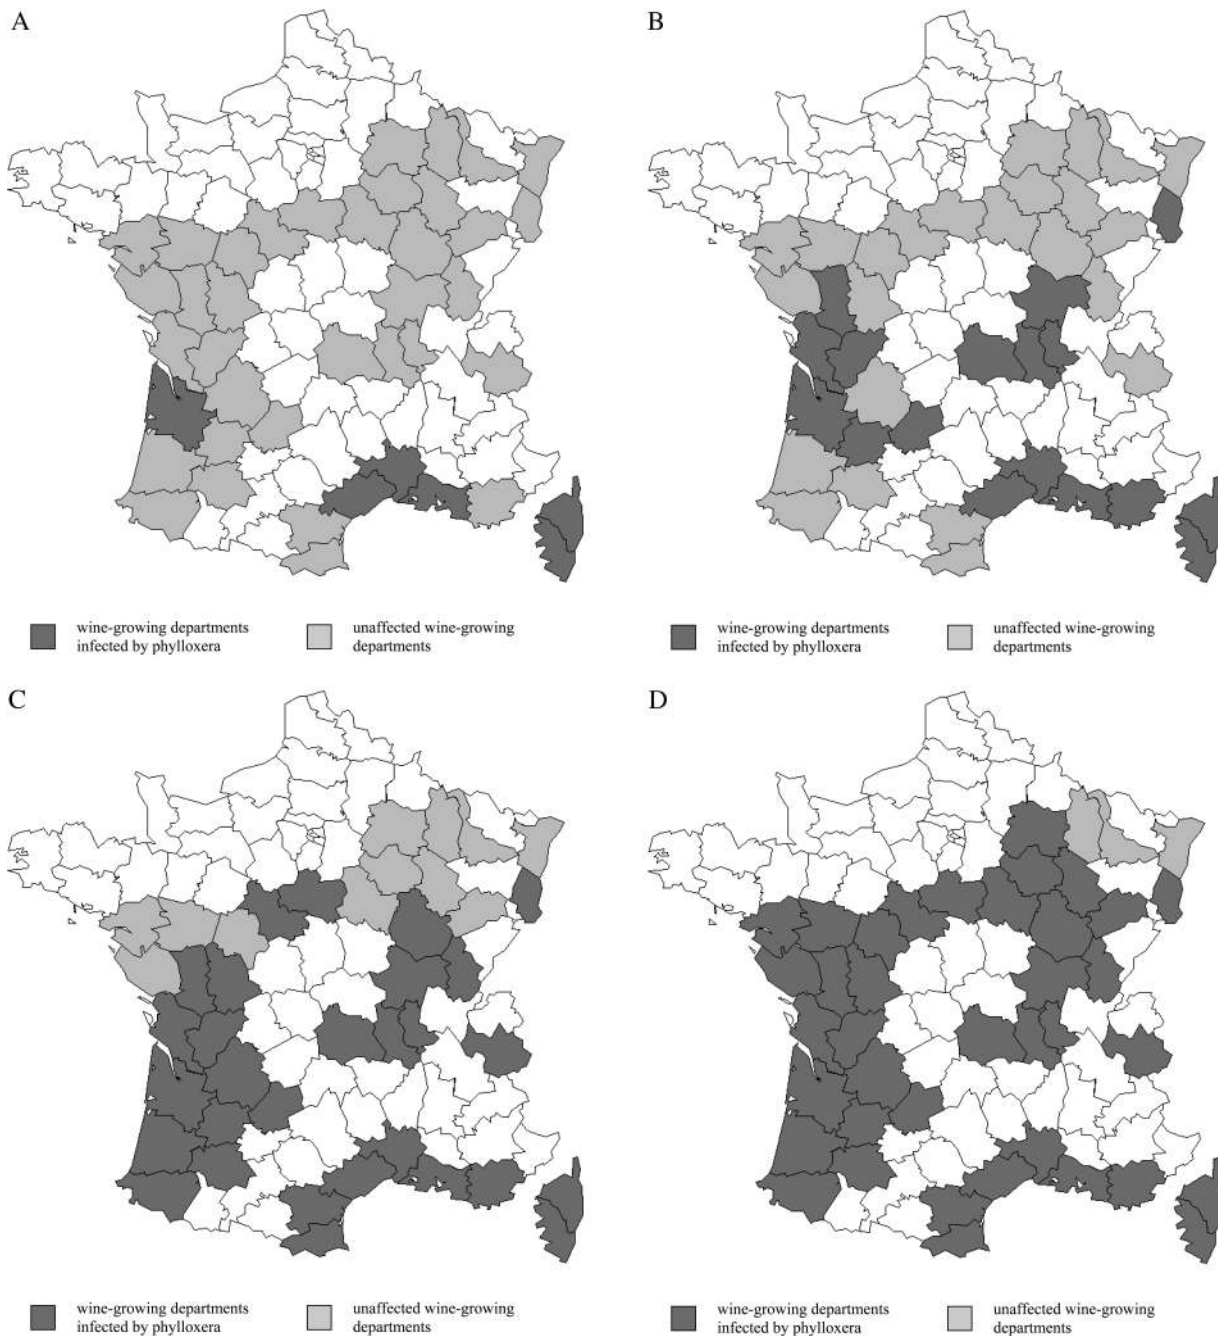 A
B
wine-growing departments
infected by phylloxera
unaffected wine-growing
departments
wine-growing departments
infected by phylloxera
unaffected wine-growing
departments
C
D
wine-growing departments
infected by phylloxera
unaffected wine-growing
departments
wine-growing departments
infected by phylloxera
unaffected wine-growing
departments